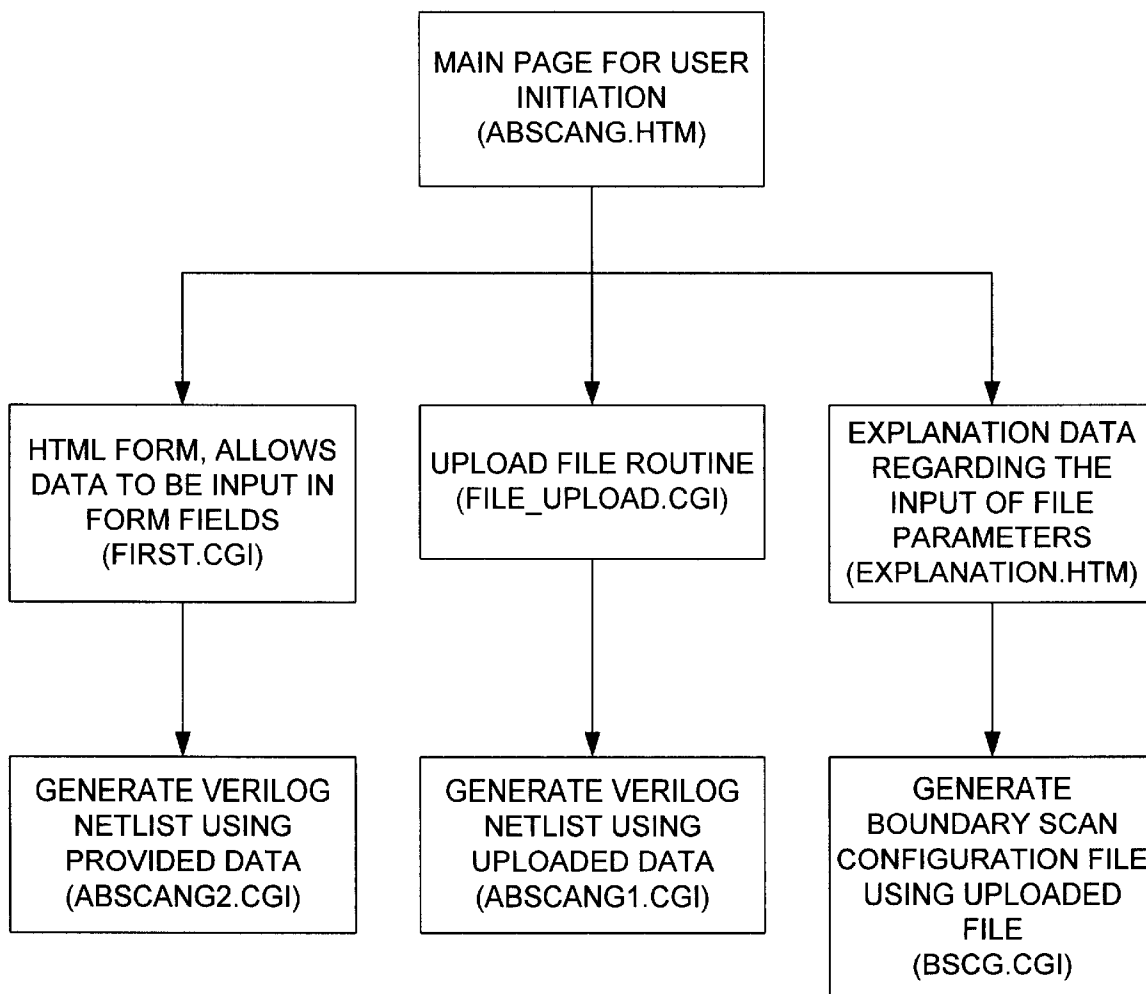 MAIN PAGE FOR USER
INITIATION
(ABSCANG.HTM)
HTML FORM, ALLOWS
DATA TO BE INPUT IN
FORM FIELDS
(FIRST.CGI)
UPLOAD FILE ROUTINE
(FILE_UPLOAD.CGI)
EXPLANATION DATA
REGARDING THE
INPUT OF FILE
PARAMETERS
(EXPLANATION.HTM)
GENERATE VERILOG
NETLIST USING
PROVIDED DATA
(ABSCANG2.CGI)
GENERATE VERILOG
NETLIST USING
UPLOADED DATA
(ABSCANG1.CGI)
GENERATE
BOUNDARY SCAN
CONFIGURATION FILE
USING UPLOADED
FILE
(BSCG.CGI)